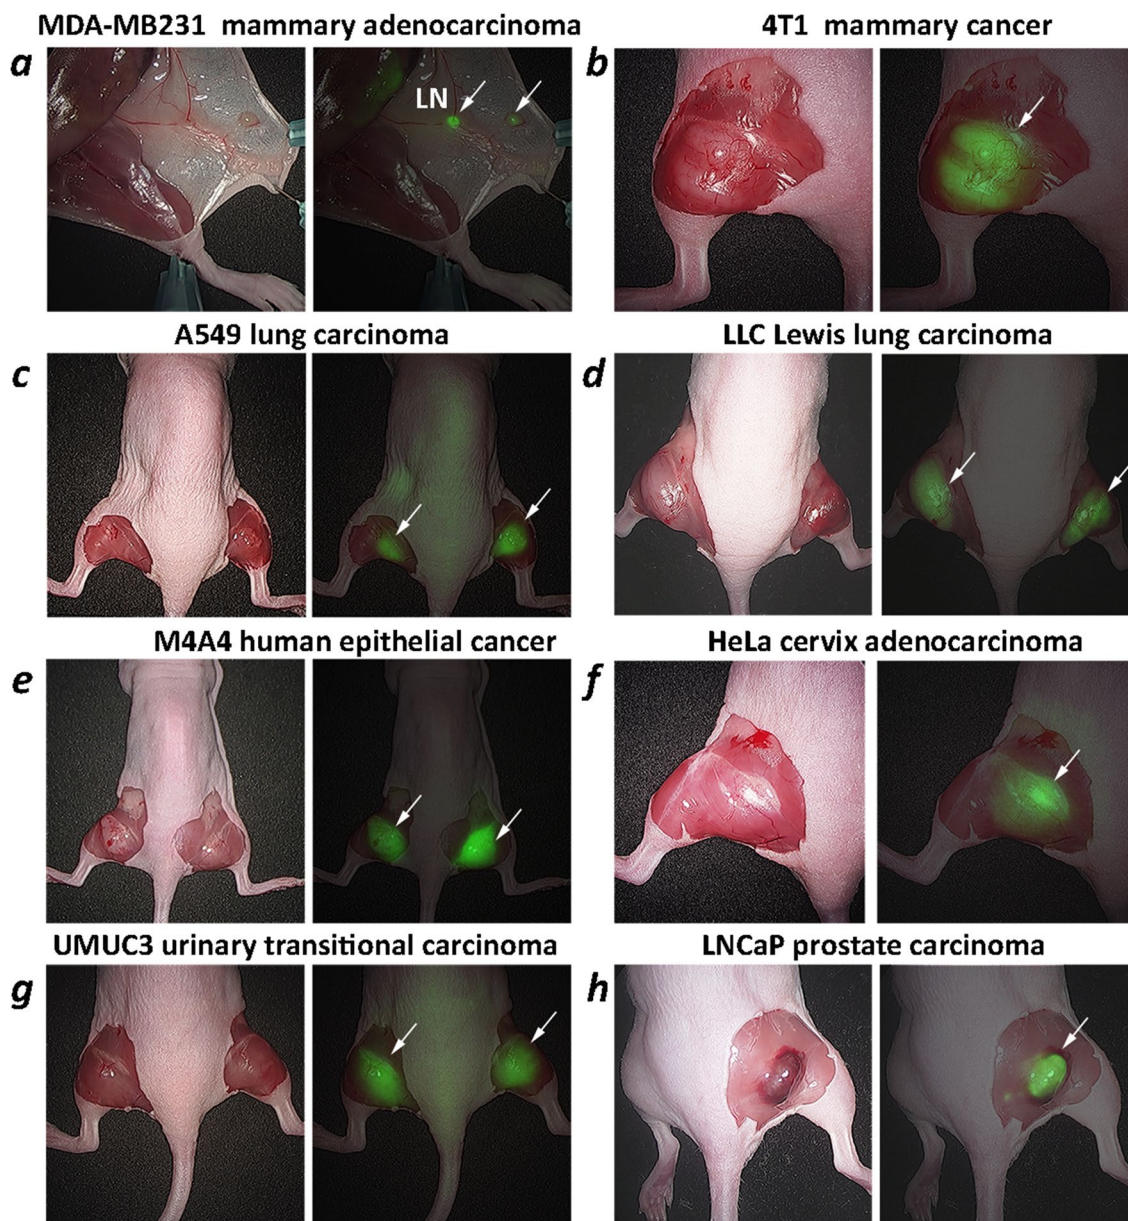 MDA-MB231 mammary adenocarcinoma
4T1 mammary cancer
a
LN
b
A549 lung carcinoma
LLC Lewis lung carcinoma
c
d
M4A4 human epithelial cancer
HeLa cervix adenocarcinoma
e
f
UMUC3 urinary transitional carcinoma
LNCaP prostate carcinoma
g
h